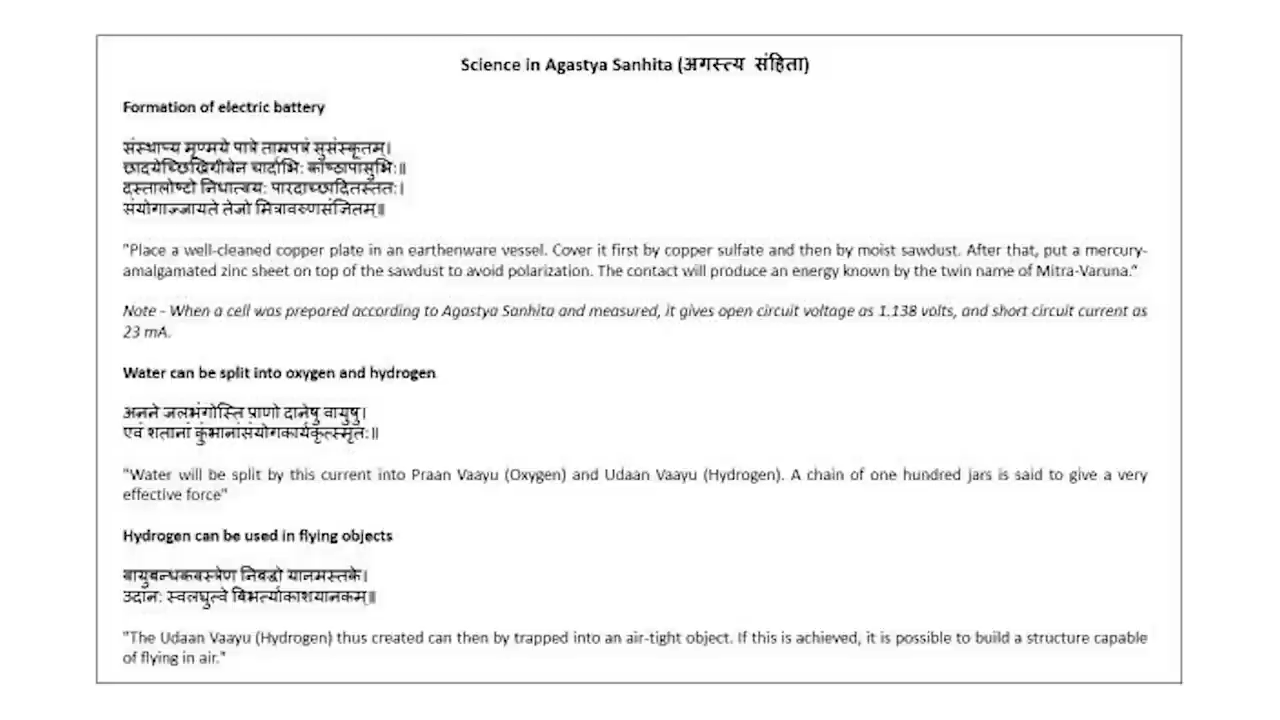 Science in Agastya Sanhita (अगस्त्य संहिता)
Formation of electric battery
संस्थाप्य मृण्मये पात्रे ताम्रपत्रं सुसंस्कृतम्।
छादयेच्छिखिग्रीवेन चार्दाभि: काष्ठापांसुभि:॥
दस्तालोष्टो निधात्वय: पारदाच्छादितस्तत:।
संयोगाज्जायते तेजो मित्रावरुणसंज्ञितम्॥
"Place a well-cleaned copper plate in an earthenware vessel. Cover it first by copper sulfate and then by moist sawdust. After that, put a mercury-
amalgamated zinc sheet on top of the sawdust to avoid polarization. The contact will produce an energy known by the twin name of Mitra-Varuna."
Note - When a cell was prepared according to Agastya Sanhita and measured, it gives open circuit voltage as 1.138 volts, and short circuit current as
23 mA.
Water can be split into oxygen and hydrogen
अनने जलभंगोस्ति प्राणो दानेषु वायुषु।
एवं शतानां कुंभानांसंयोगकार्यकृत्स्मृत:॥
"Water will be split by this current into Praan Vaayu (Oxygen) and Udaan Vaayu (Hydrogen). A chain of one hundred jars is said to give a very
effective force"
Hydrogen can be used in flying objects
वायुबन्धकवस्त्रेण निबद्धो यानमस्तके।
उदान: स्वलघुत्वे बिभर्त्याकाशयानकम्॥
"The Udaan Vaayu (Hydrogen) thus created can then by trapped into an air-tight object. If this is achieved, it is possible to build a structure capable
of flying in air."